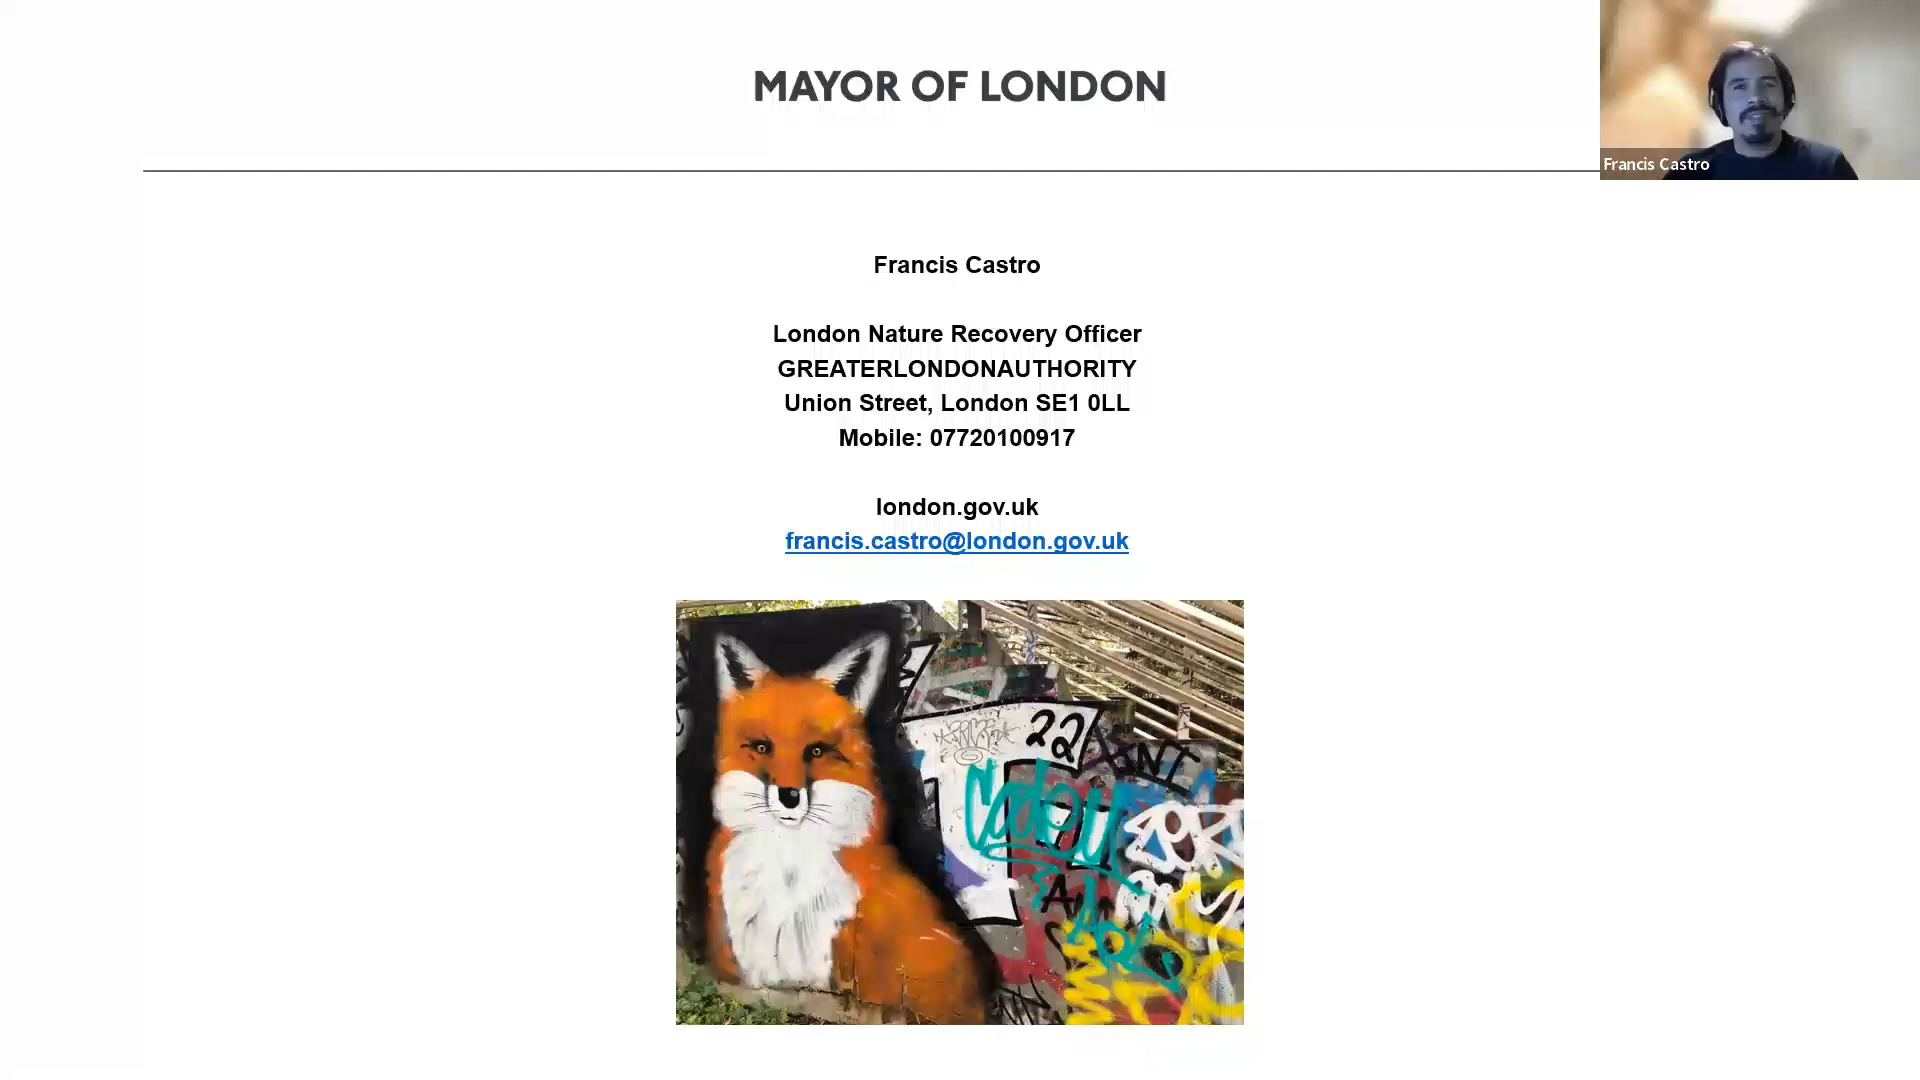 MAYOR OF LONDON
Francis Castro
Francis Castro
London Nature Recovery Officer
GREATERLONDONAUTHORITY
Union Street, London SE1 0LL
Mobile: 07720100917
london.gov.uk
francis.castro@london.gov.uk
22